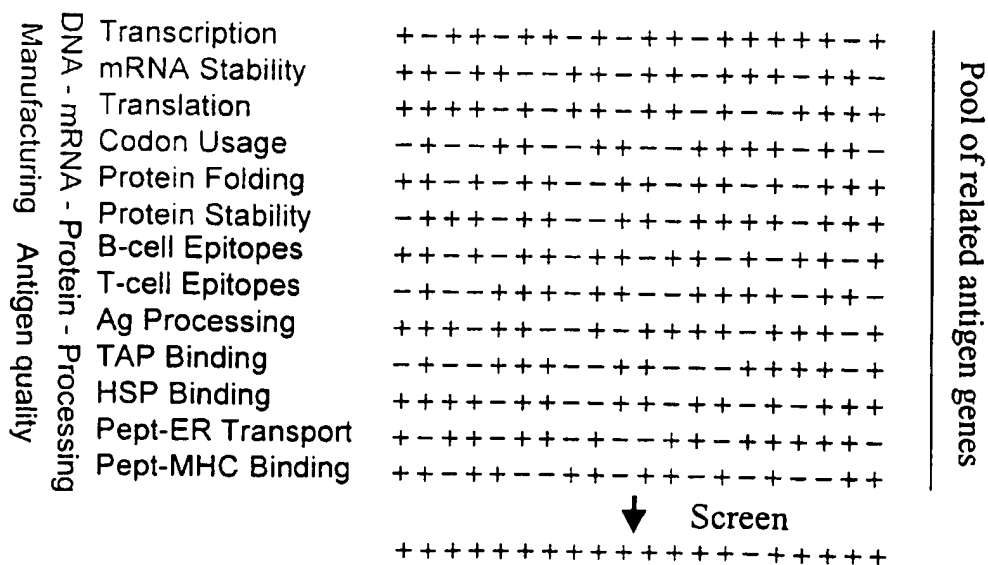 Manufacturing Antigen quality
DNA - mRNA - Protein - Processing
Transcription +-++-++-+-++-++++++-+
mRNA Stability ++-++--++-++-+-++-
Translation ++++-+-++-++-+--+++
Codon Usage -+--++--++--+++++-++-
Protein Folding ++-+-+--++-++++-+-+++
Protein Stability -+++-++--+-++++++-+++
B-cell Epitopes ++-+--+-++-++--++-+-+
T-cell Epitopes -+--+++-++--+++-++-
Ag Processing +++-++--+-+++++-+-+
TAP Binding -+--+++--++---+++++-+
HSP Binding +++++++--++-++--+-+++
Pept-ER Transport +-++-++-+--++-++++++-
Pept-MHC Binding ++-++--++-++-+-+--++
Pool of related antigen genes
Screen
++++++++++++++-+++++